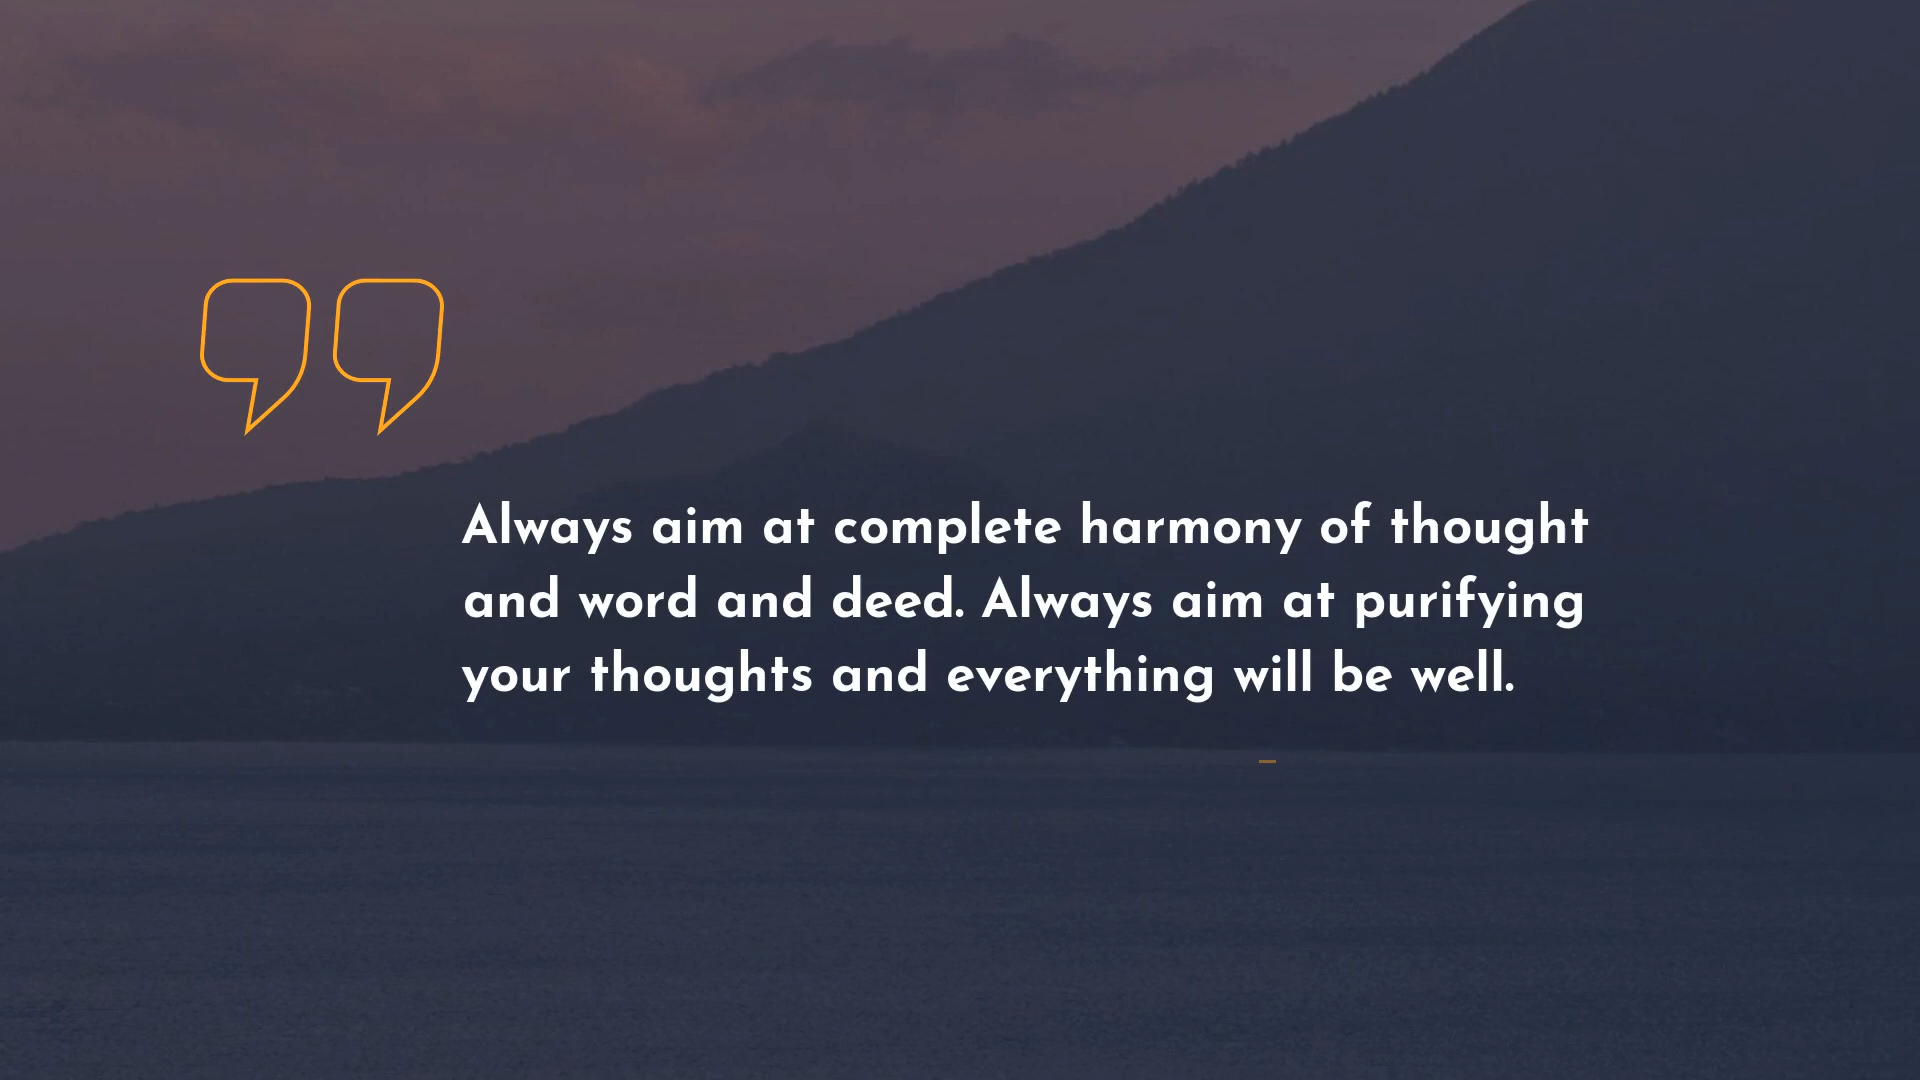 Always aim at complete harmony of thought
and word and deed. Always aim at purifying
your thoughts and everything will be well.